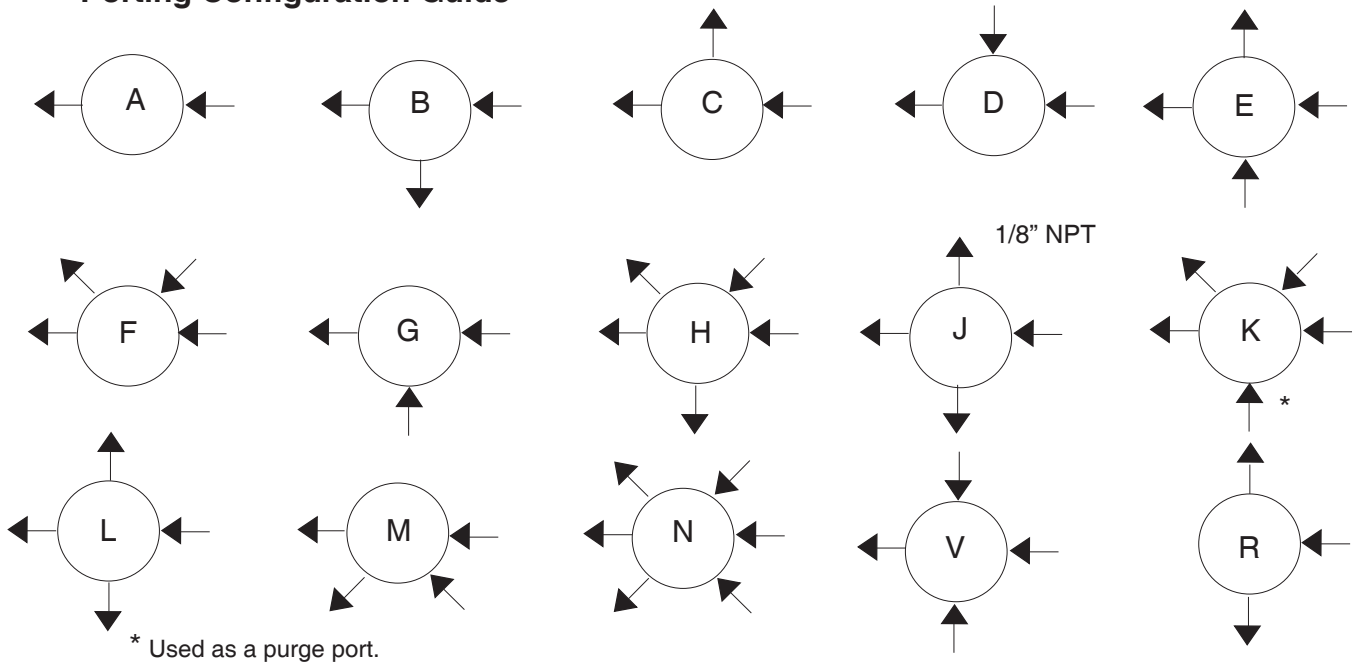 Porting Configuration Guide
A B C D E
1/8" NPT
F G H J K
*
L M N V R
* Used as a purge port.